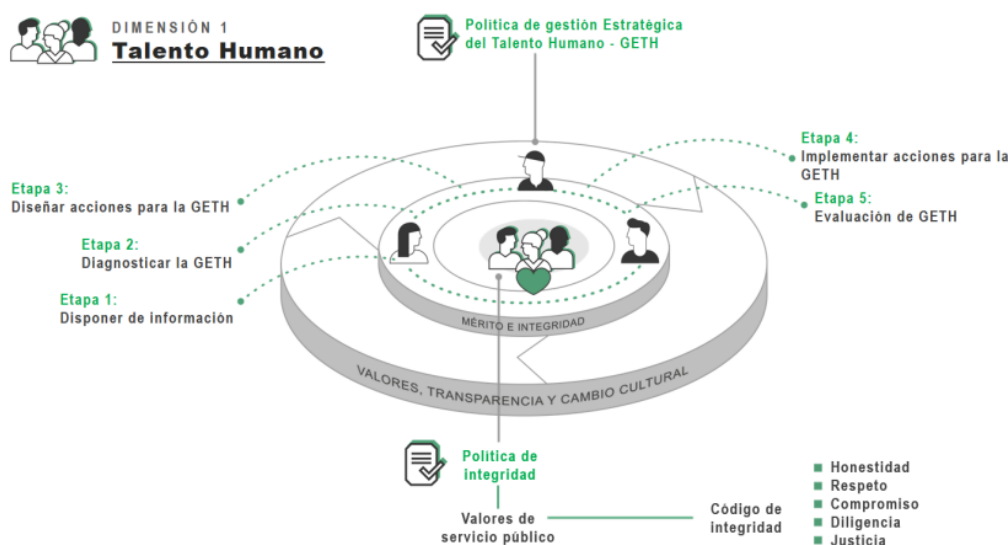 DIMENSIÓN 1
Talento Humano
Política de gestión Estratégica
del Talento Humano - GETH
Etapa 3:
Diseñar acciones para la GETH
Etapa 2:
Diagnosticar la GETH
Etapa 1:
Disponer de información
Etapa 4:
Implementar acciones para la
GETH
Etapa 5:
Evaluación de GETH
MÉRITO E INTEGRIDAD
VALORES, TRANSPARENCIA Y CAMBIO CULTURAL
Política de
integridad
Valores de
servicio público
Código de
integridad
Honestidad
Respeto
Compromiso
Diligencia
Justicia